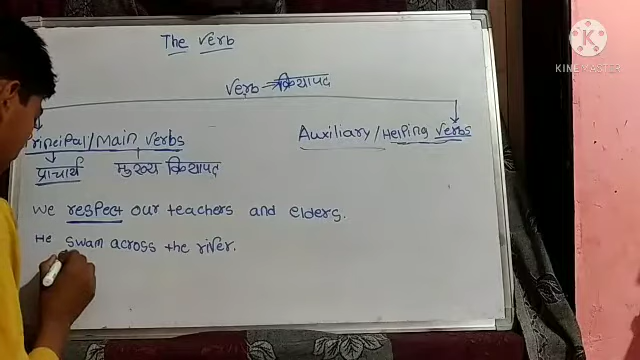 The verb
verb → क्रियापद
Principal/Main verbs
Auxiliary/Helping verbs
प्राचार्य मुख्य क्रियापद
we respect our teachers and elders.
He swam across the river.
KINEMASTER